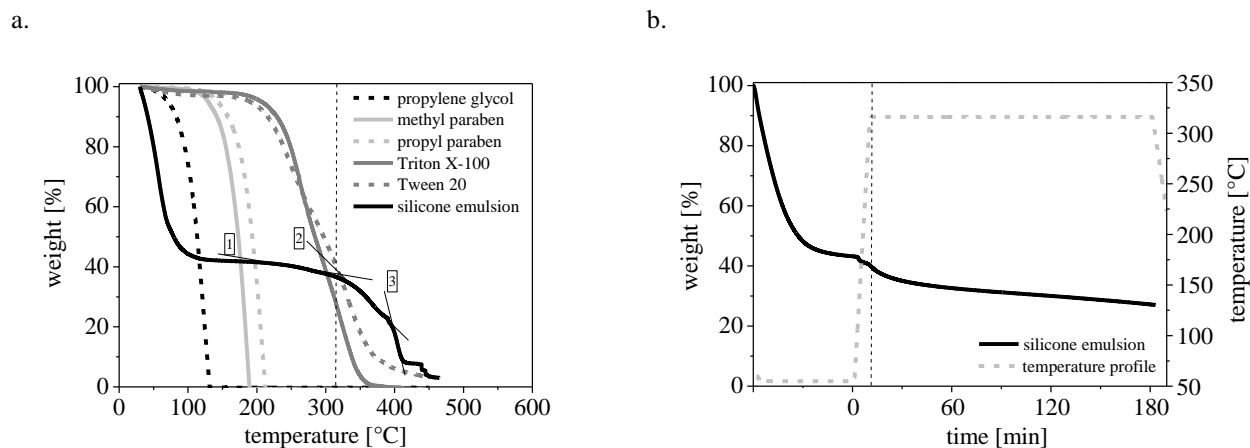 a.
b.
100
80
60
40
20
0
weight [%]
propylene glycol
methyl paraben
propyl paraben
Triton X-100
Tween 20
silicone emulsion
1
2
3
0 100 200 300 400 500 600
temperature [°C]
100
80
60
40
20
0
weight [%]
350
300
250
200
150
100
50
temperature [°C]
silicone emulsion
temperature profile
0 60 120 180
time [min]